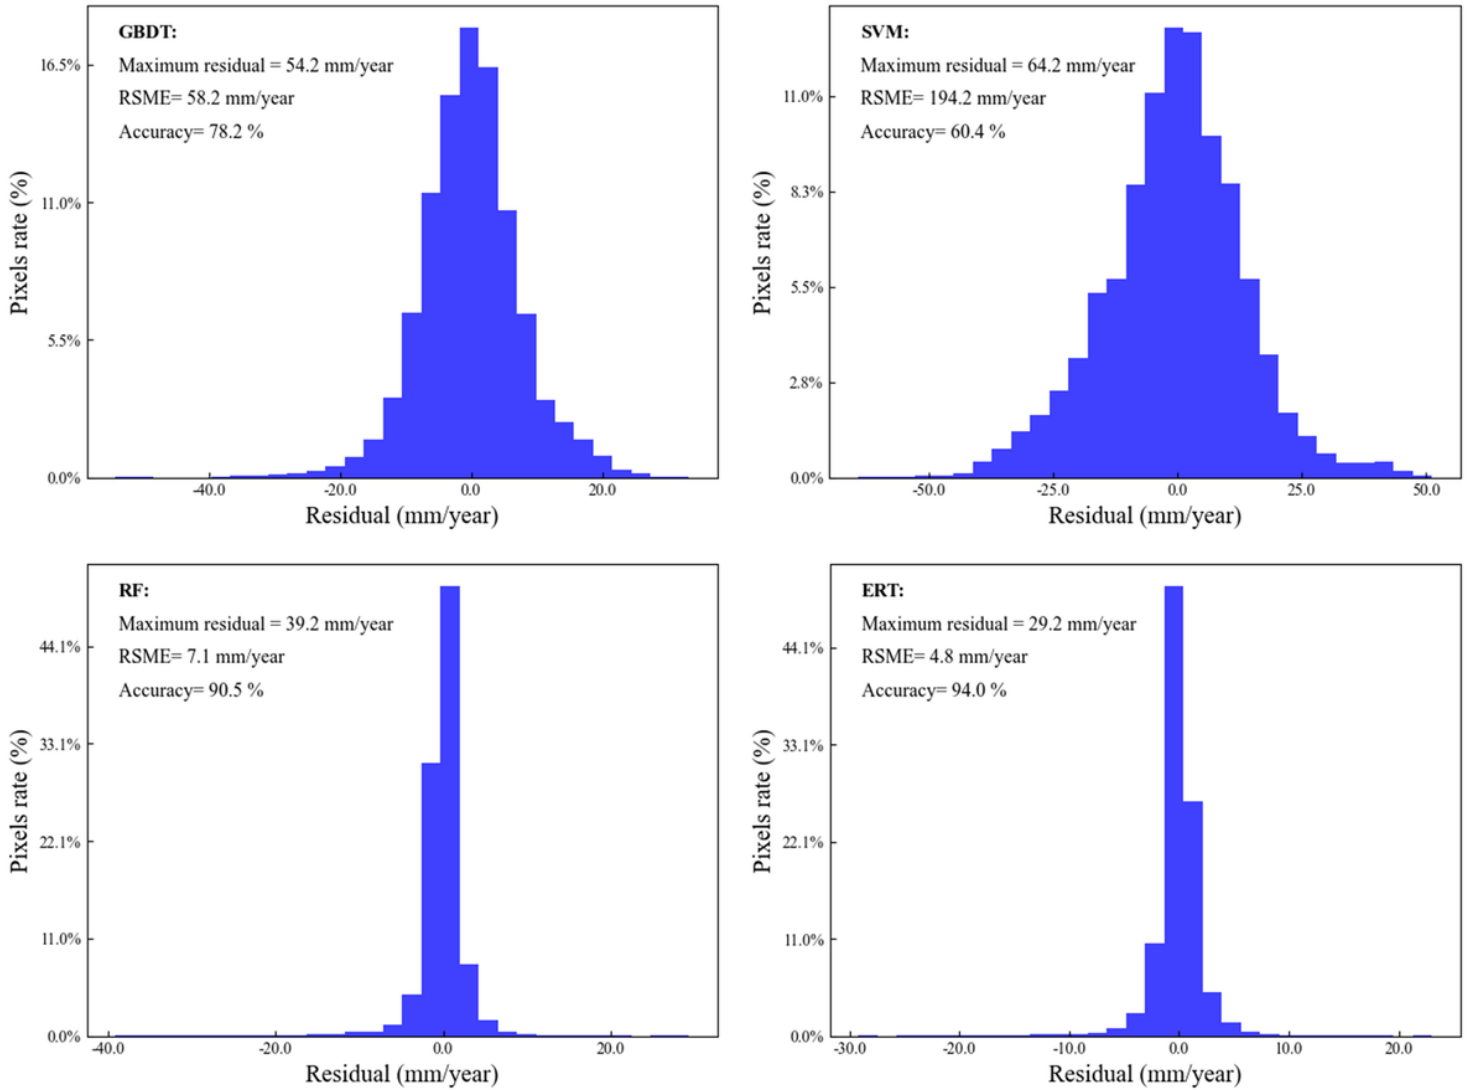 GBDT:
Maximum residual = 54.2 mm/year
RSME= 58.2 mm/year
Accuracy= 78.2 %
16.5%
11.0%
5.5%
0.0%
Pixels rate (%)
-40.0 -20.0 0.0 20.0
Residual (mm/year)
SVM:
Maximum residual = 64.2 mm/year
RSME= 194.2 mm/year
Accuracy= 60.4 %
11.0%
8.3%
5.5%
2.8%
0.0%
Pixels rate (%)
-50.0 -25.0 0.0 25.0 50.0
Residual (mm/year)
RF:
Maximum residual = 39.2 mm/year
RSME= 7.1 mm/year
Accuracy= 90.5 %
44.1%
33.1%
22.1%
11.0%
0.0%
Pixels rate (%)
-40.0 -20.0 0.0 20.0
Residual (mm/year)
ERT:
Maximum residual = 29.2 mm/year
RSME= 4.8 mm/year
Accuracy= 94.0 %
44.1%
33.1%
22.1%
11.0%
0.0%
Pixels rate (%)
-30.0 -20.0 -10.0 0.0 10.0 20.0
Residual (mm/year)